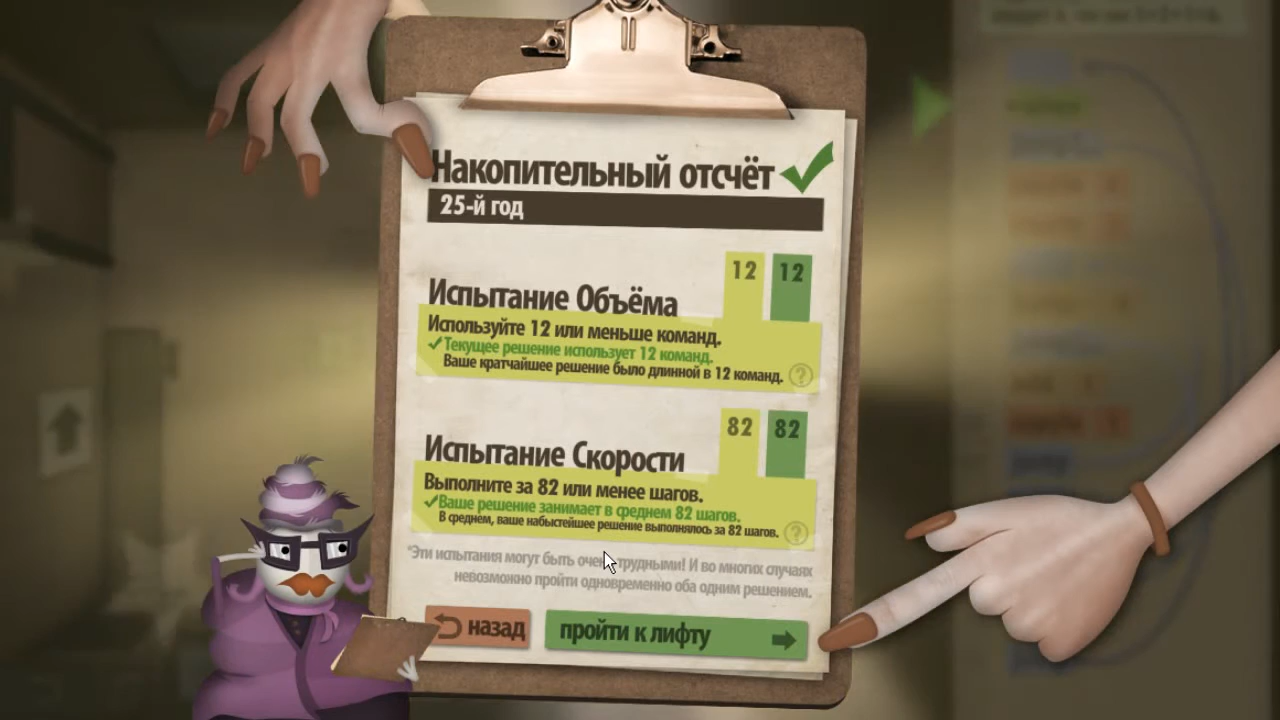 Накопительный отсчёт
25-й год
12 12
Испытание Объёма
Используйте 12 или меньше команд.
Текущее решение использует 12 команд.
Ваше кратчайшее решение было длинной в 12 команд. ?
82 82
Испытание Скорости
Выполните за 82 или менее шагов.
Ваше решение занимает в среднем 82 шагов.
В среднем, ваше набыстейшее решение выполнялось за 82 шагов. ?
*Эти испытания могут быть очень трудными! И во многих случаях
невозможно пройти одновременно оба одним решением.
назад
пройти к лифту